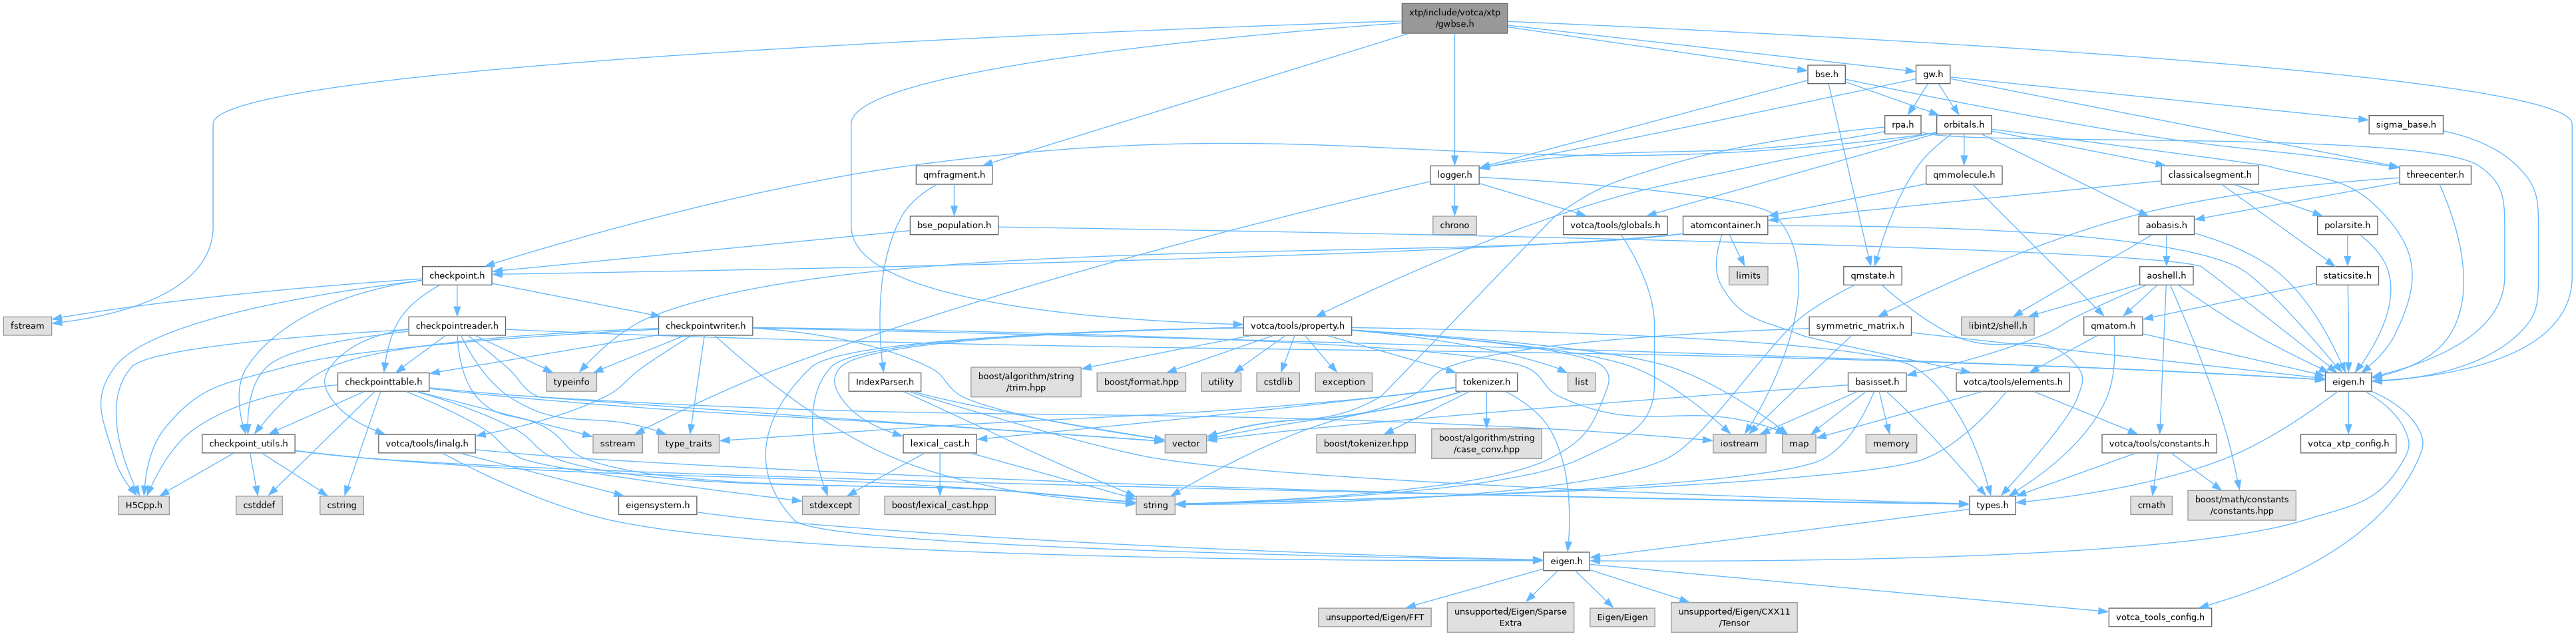 xtp/include/votca/xtp
/gwbse.h
bse.h
gw.h
rpa.h
orbitals.h
sigma_base.h
qmfragment.h
logger.h
qmmolecule.h
classicalsegment.h
threecenter.h
bse_population.h
chrono
votca/tools/globals.h
atomcontainer.h
aobasis.h
polarsite.h
checkpoint.h
limits
qmstate.h
aoshell.h
staticsite.h
fstream
checkpointreader.h
checkpointwriter.h
votca/tools/property.h
symmetric_matrix.h
libint2/shell.h
qmatom.h
checkpointtable.h
typeinfo
IndexParser.h
boost/algorithm/string
/trim.hpp
boost/format.hpp
utility
cstdlib
exception
tokenizer.h
list
basisset.h
votca/tools/elements.h
eigen.h
checkpoint_utils.h
votca/tools/linalg.h
sstream
type_traits
lexical_cast.h
vector
boost/tokenizer.hpp
boost/algorithm/string
/case_conv.hpp
iostream
map
memory
votca/tools/constants.h
votca_xtp_config.h
H5Cpp.h
cstddef
cstring
eigensystem.h
stdexcept
boost/lexical_cast.hpp
string
types.h
cmath
boost/math/constants
/constants.hpp
eigen.h
unsupported/Eigen/FFT
unsupported/Eigen/Sparse
Extra
Eigen/Eigen
unsupported/Eigen/CXX11
/Tensor
votca_tools_config.h